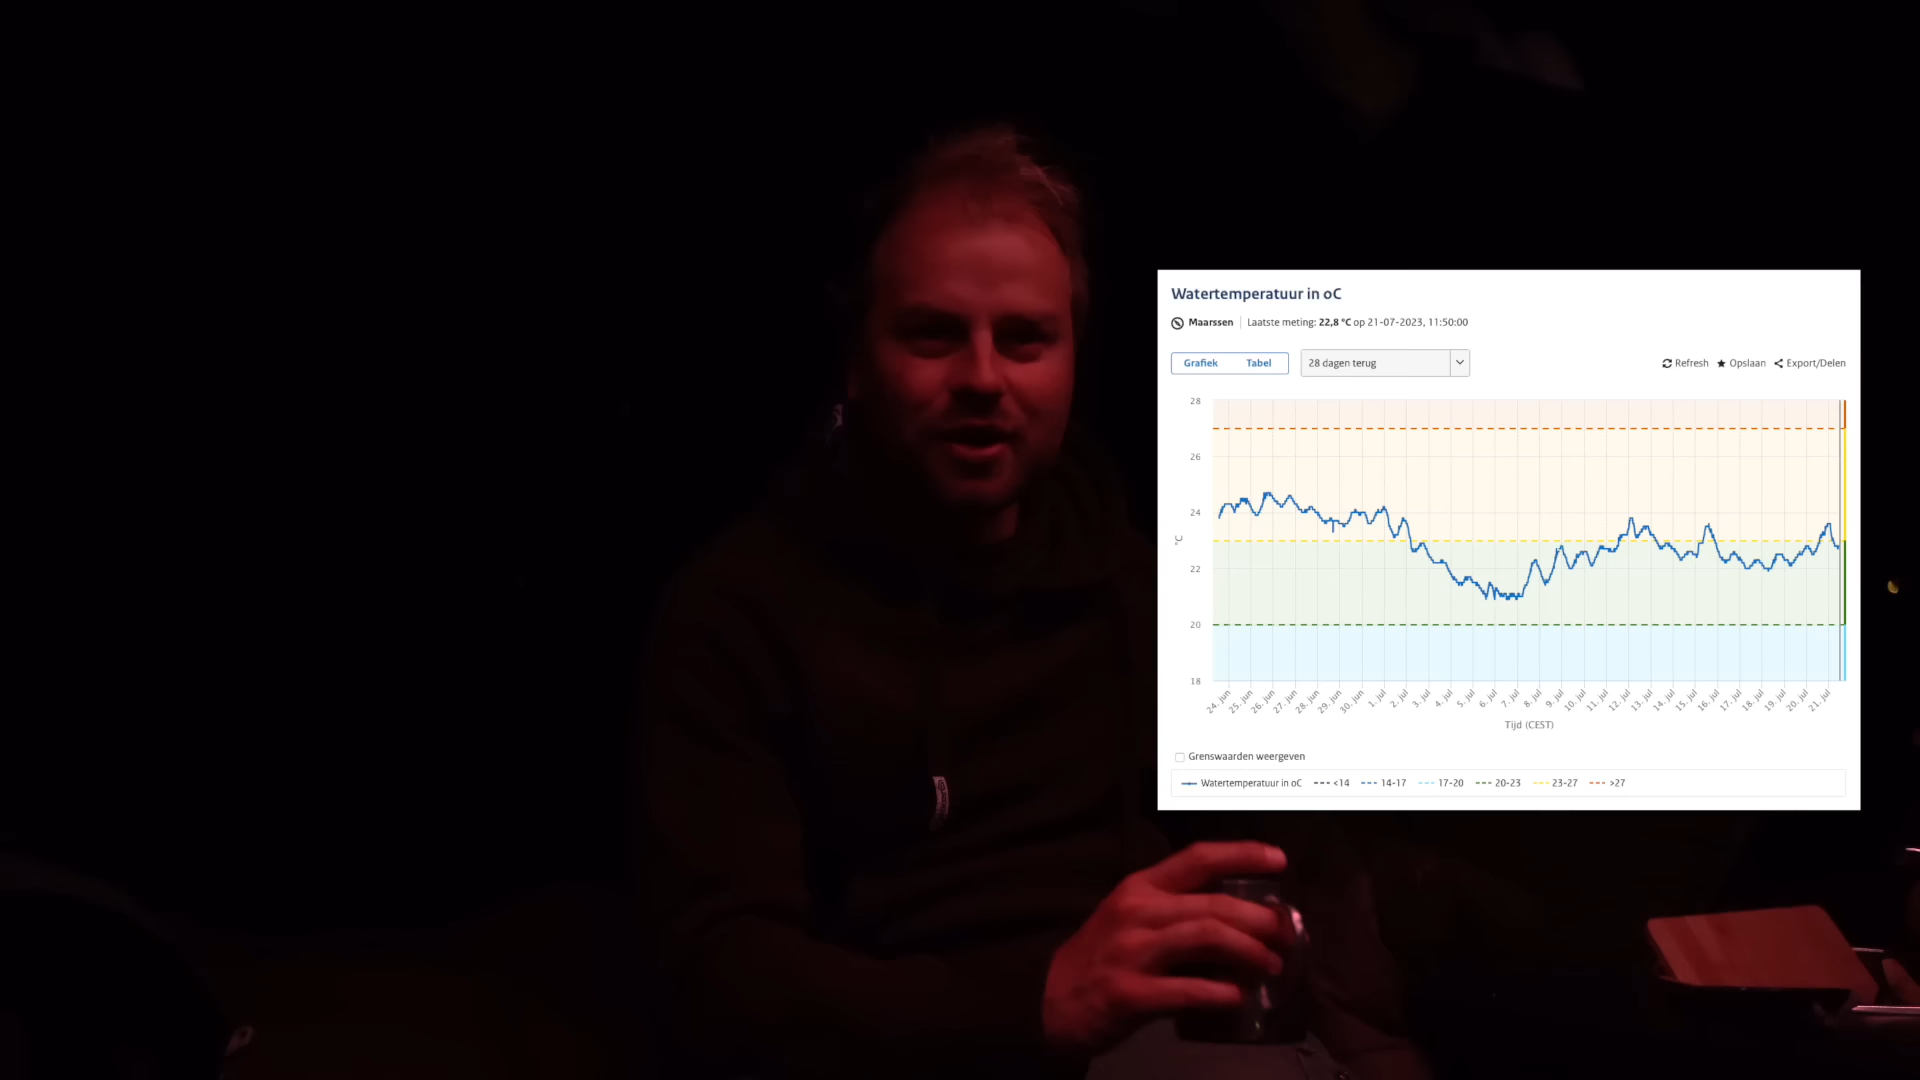 Watertemperatuur in oC
Maarssen Laatste meting: 22,8 °C op 21-07-2023, 11:50:00
Grafiek Tabel 28 dagen terug Refresh Opslaan Export/Delen
28
26
24
22
20
18
°C
24. jun 25. jun 26. jun 27. jun 28. jun 29. jun 30. jun 1. jul 2. jul 3. jul 4. jul 5. jul 6. jul 7. jul 8. jul 9. jul 10. jul 11. jul 12. jul 13. jul 14. jul 15. jul 16. jul 17. jul 18. jul 19. jul 20. jul 21. jul
Tijd (CEST)
Grenswaarden weergeven
Watertemperatuur in oC <14 14-17 17-20 20-23 23-27 >27